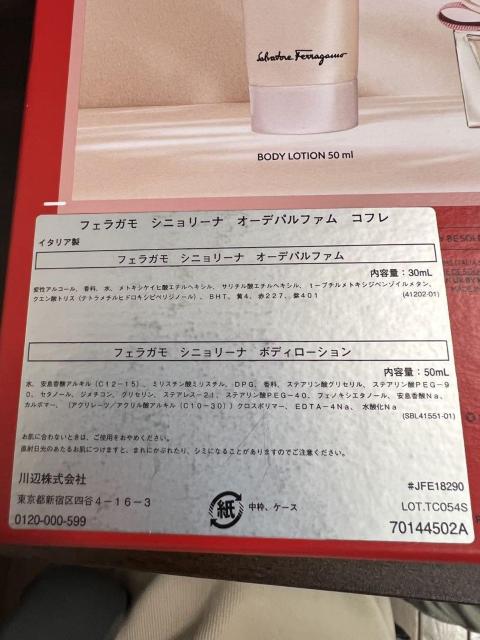 Salvatore Ferragamo
BODY LOTION 50 ml
フェラガモ シニョリーナ オーデパルファム コフレ
イタリア製
フェラガモ シニョリーナ オーデパルファム
内容量：30mL
変性アルコール、香料、水、メトキシケイヒ酸エチルヘキシル、サリチル酸エチルヘキシル、t－ブチルメトキシジベンゾイルメタン、
クエン酸トリス（テトラメチルヒドロキシピペリジノール）、BHT、黄4、赤227、紫401
(41202-01)
フェラガモ シニョリーナ ボディローション
内容量：50mL
水、安息香酸アルキル（C12－15）、ミリスチン酸ミリスチル、DPG、香料、ステアリン酸グリセリル、ステアリン酸PEG－9
0、セタノール、ジメチコン、グリセリン、ステアレス－21、ステアリン酸PEG－40、フェノキシエタノール、安息香酸Na、
カルボマー、（アクリレーツ／アクリル酸アルキル（C10－30））クロスポリマー、EDTA－4Na、水酸化Na
(SBL41551-01)
お肌に合わないときは、ご使用をおやめください。
直射日光のあたるお肌につけますと、まれにかぶれたり、シミになることがありますのでご注意ください。
川辺株式会社
東京都新宿区四谷4－16－3
0120-000-599
紙 中枠、ケース
#JFE18290
LOT.TC054S
70144502A